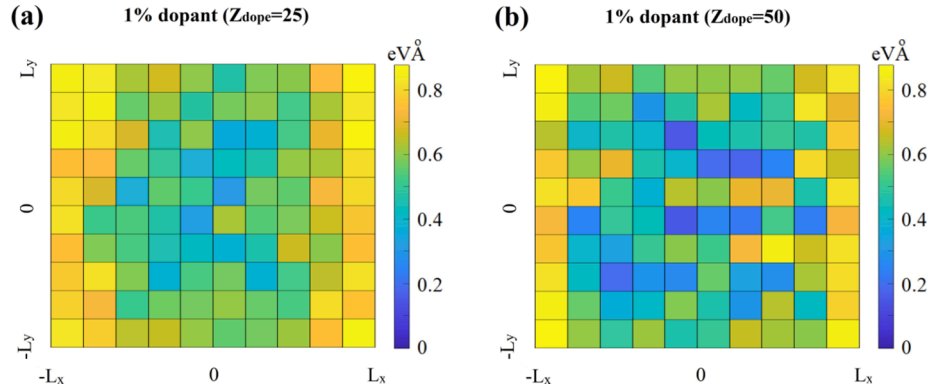 (a) 1% dopant (Zdope=25)
eVÅ
Ly
0
-Ly
-Lx 0 Lx
0.8
0.6
0.4
0.2
0
(b) 1% dopant (Zdope=50)
eVÅ
Ly
0
-Ly
-Lx 0 Lx
0.8
0.6
0.4
0.2
0